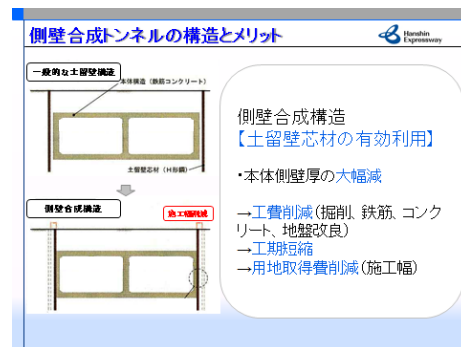 側壁合成トンネルの構造とメリット
Hanshin
Expressway
一般的な土留壁構造
本体構造（鉄筋コンクリート）
土留壁芯材（H形鋼）
側壁合成構造
施工幅削減
側壁合成構造
【土留壁芯材の有効利用】
・本体側壁厚の大幅減
→工費削減(掘削、鉄筋、コンク
リート、地盤改良)
→工期短縮
→用地取得費削減(施工幅)